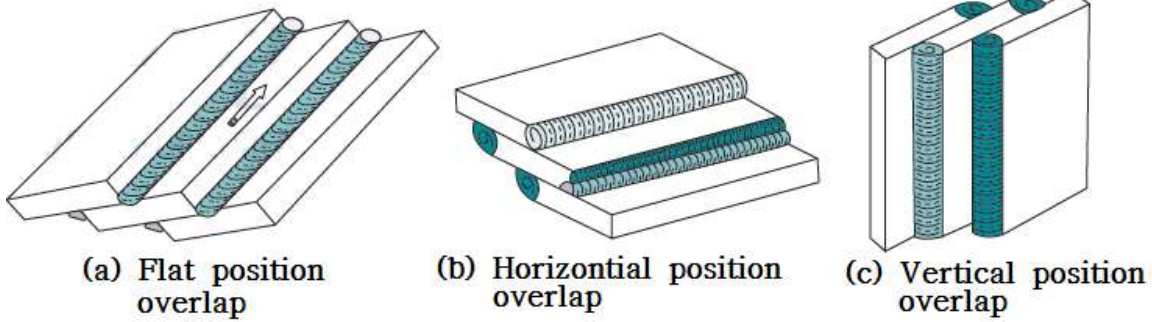 (a) Flat position
overlap
(b) Horizontial position
overlap
(c) Vertical position
overlap